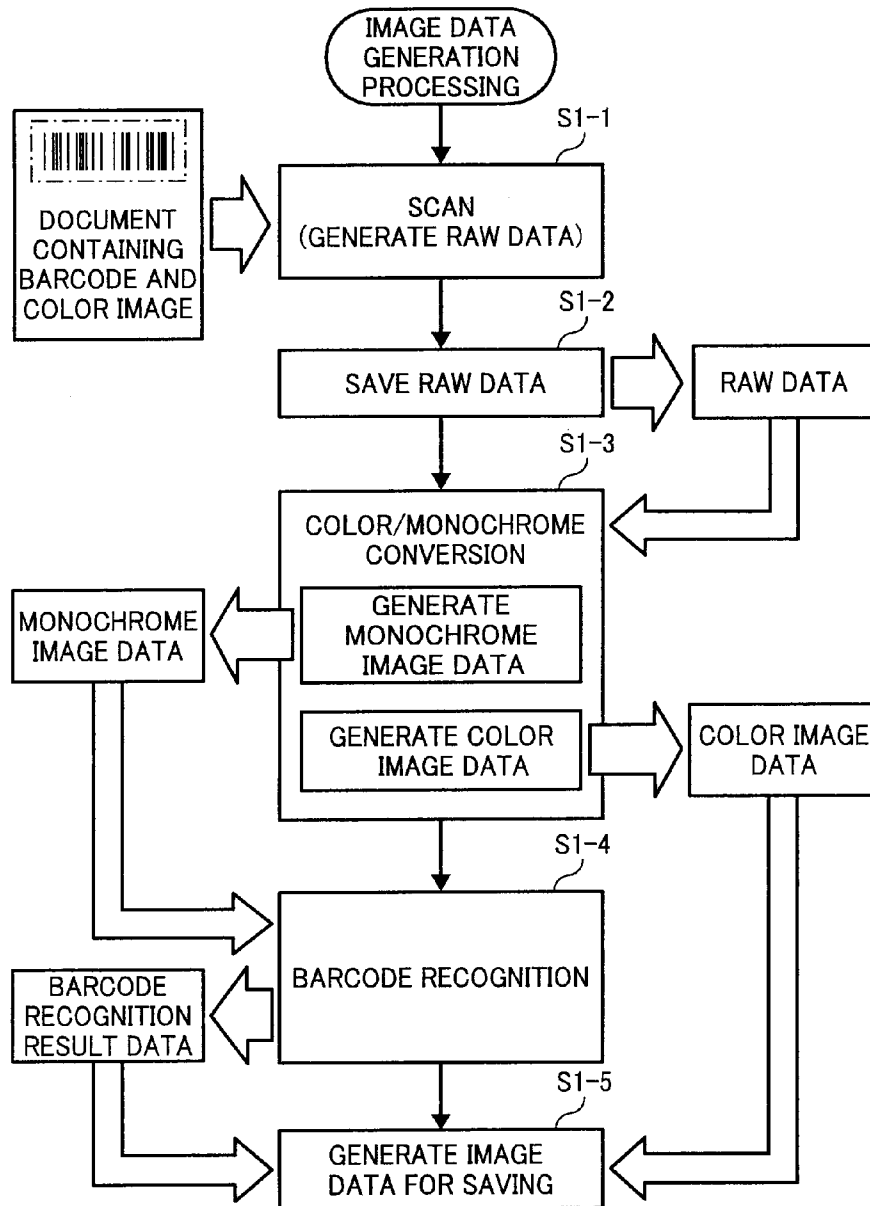 IMAGE DATA
GENERATION
PROCESSING
S1-1
DOCUMENT
CONTAINING
BARCODE AND
COLOR IMAGE
SCAN
(GENERATE RAW DATA)
S1-2
SAVE RAW DATA
RAW DATA
S1-3
COLOR/MONOCHROME
CONVERSION
GENERATE
MONOCHROME
IMAGE DATA
MONOCHROME
IMAGE DATA
GENERATE COLOR
IMAGE DATA
COLOR IMAGE
DATA
S1-4
BARCODE RECOGNITION
BARCODE
RECOGNITION
RESULT DATA
S1-5
GENERATE IMAGE
DATA FOR SAVING